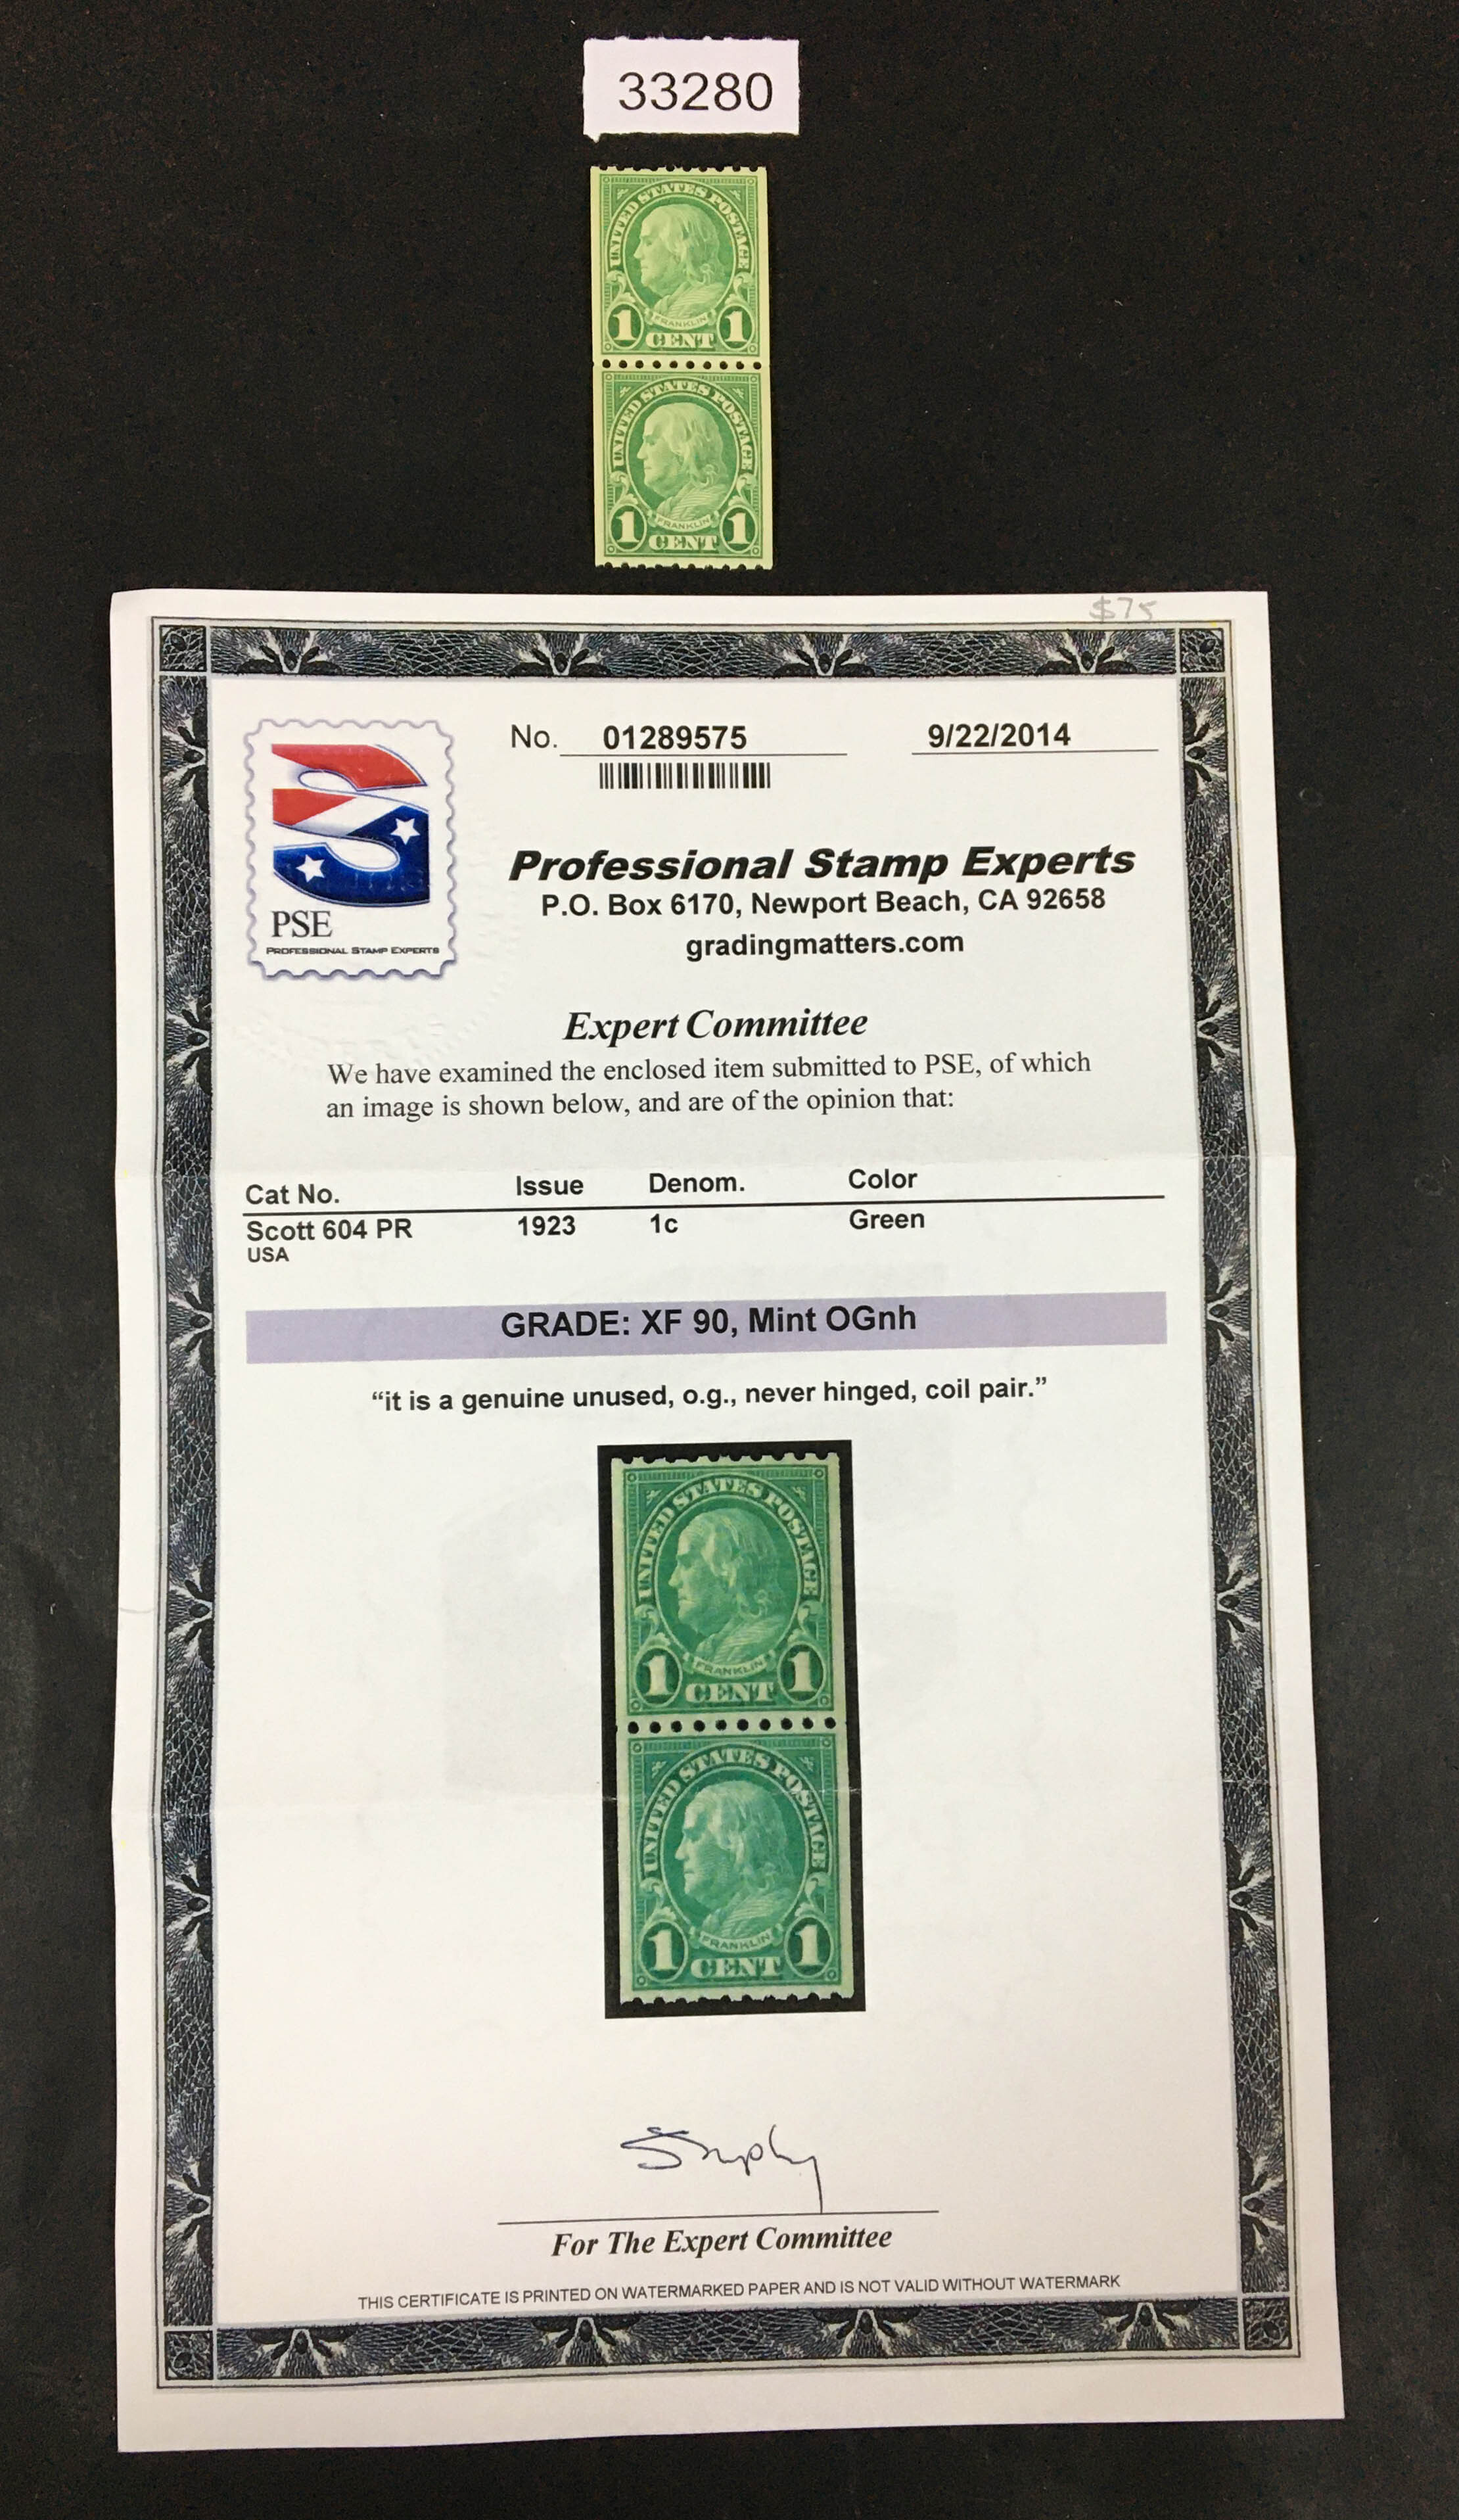 33280
UNITED STATES POSTAGE
FRANKLIN
1 CENT 1
UNITED STATES POSTAGE
FRANKLIN
1 CENT 1
$75
No. 01289575 9/22/2014
PSE
PROFESSIONAL STAMP EXPERTS
Professional Stamp Experts
P.O. Box 6170, Newport Beach, CA 92658
gradingmatters.com
Expert Committee
We have examined the enclosed item submitted to PSE, of which
an image is shown below, and are of the opinion that:
Cat No. Issue Denom. Color
Scott 604 PR 1923 1c Green
USA
GRADE: XF 90, Mint OGnh
“it is a genuine unused, o.g., never hinged, coil pair.”
UNITED STATES POSTAGE
FRANKLIN
1 CENT 1
UNITED STATES POSTAGE
FRANKLIN
1 CENT 1
For The Expert Committee
THIS CERTIFICATE IS PRINTED ON WATERMARKED PAPER AND IS NOT VALID WITHOUT WATERMARK